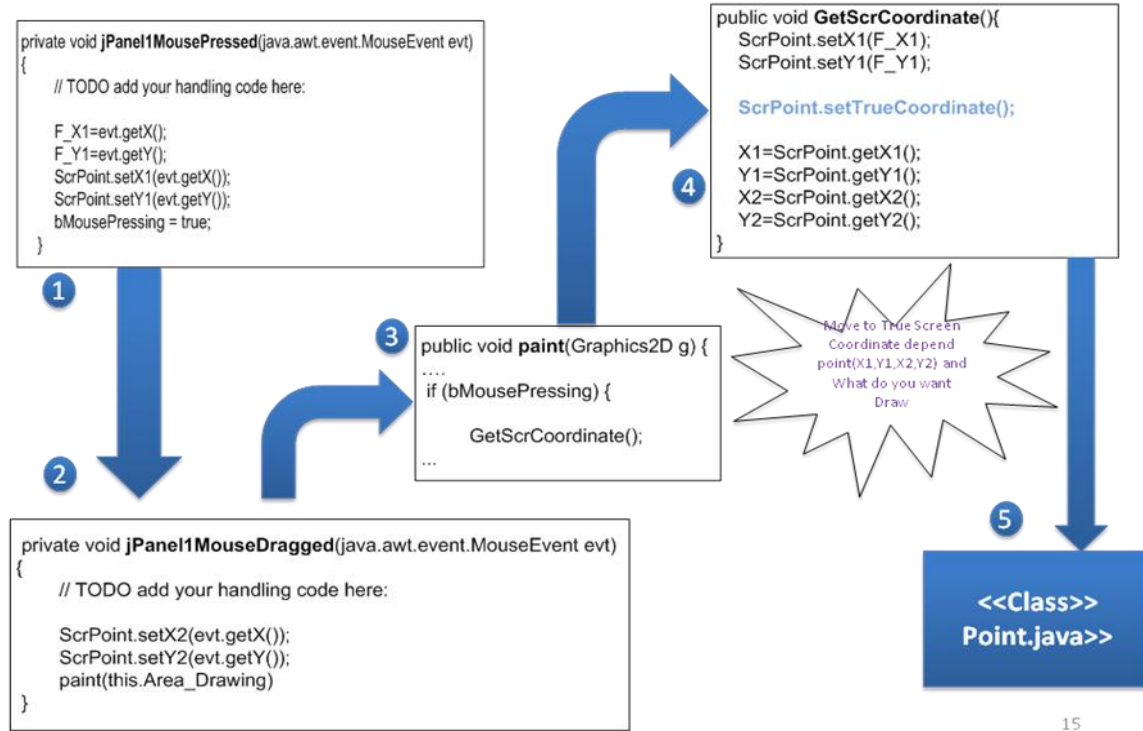 private void jPanel1MousePressed(java.awt.event.MouseEvent evt)
{
// TODO add your handling code here:
F_X1=evt.getX();
F_Y1=evt.getY();
ScrPoint.setX1(evt.getX());
ScrPoint.setY1(evt.getY());
bMousePressing = true;
}
1
2
private void jPanel1MouseDragged(java.awt.event.MouseEvent evt)
{
// TODO add your handling code here:
ScrPoint.setX2(evt.getX());
ScrPoint.setY2(evt.getY());
paint(this.Area_Drawing)
}
3
public void paint(Graphics2D g) {
....
if (bMousePressing) {
GetScrCoordinate();
...
4
public void GetScrCoordinate(){
ScrPoint.setX1(F_X1);
ScrPoint.setY1(F_Y1);
ScrPoint.setTrueCoordinate();
X1=ScrPoint.getX1();
Y1=ScrPoint.getY1();
X2=ScrPoint.getX2();
Y2=ScrPoint.getY2();
}
Move to True Screen
Coordinate depend
point(X1,Y1,X2,Y2) and
What do you want
Draw
5
<<Class>>
Point.java>>
15